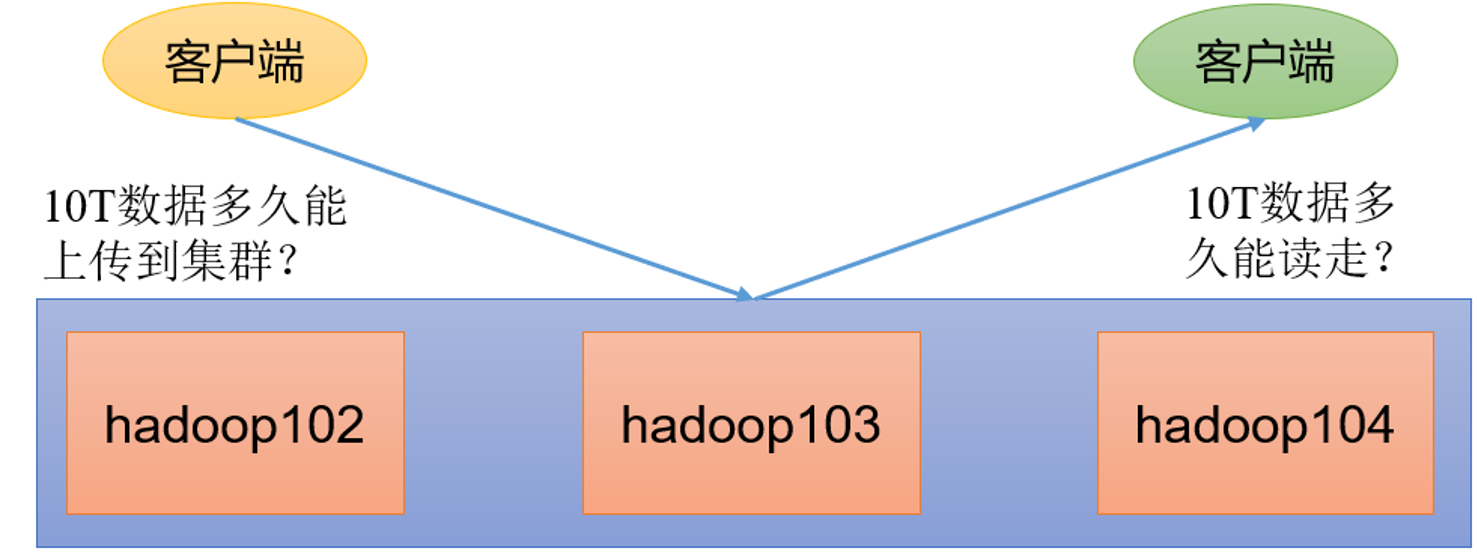 客户端
客户端
10T数据多久能
上传到集群？
10T数据多
久能读走？
hadoop102
hadoop103
hadoop104